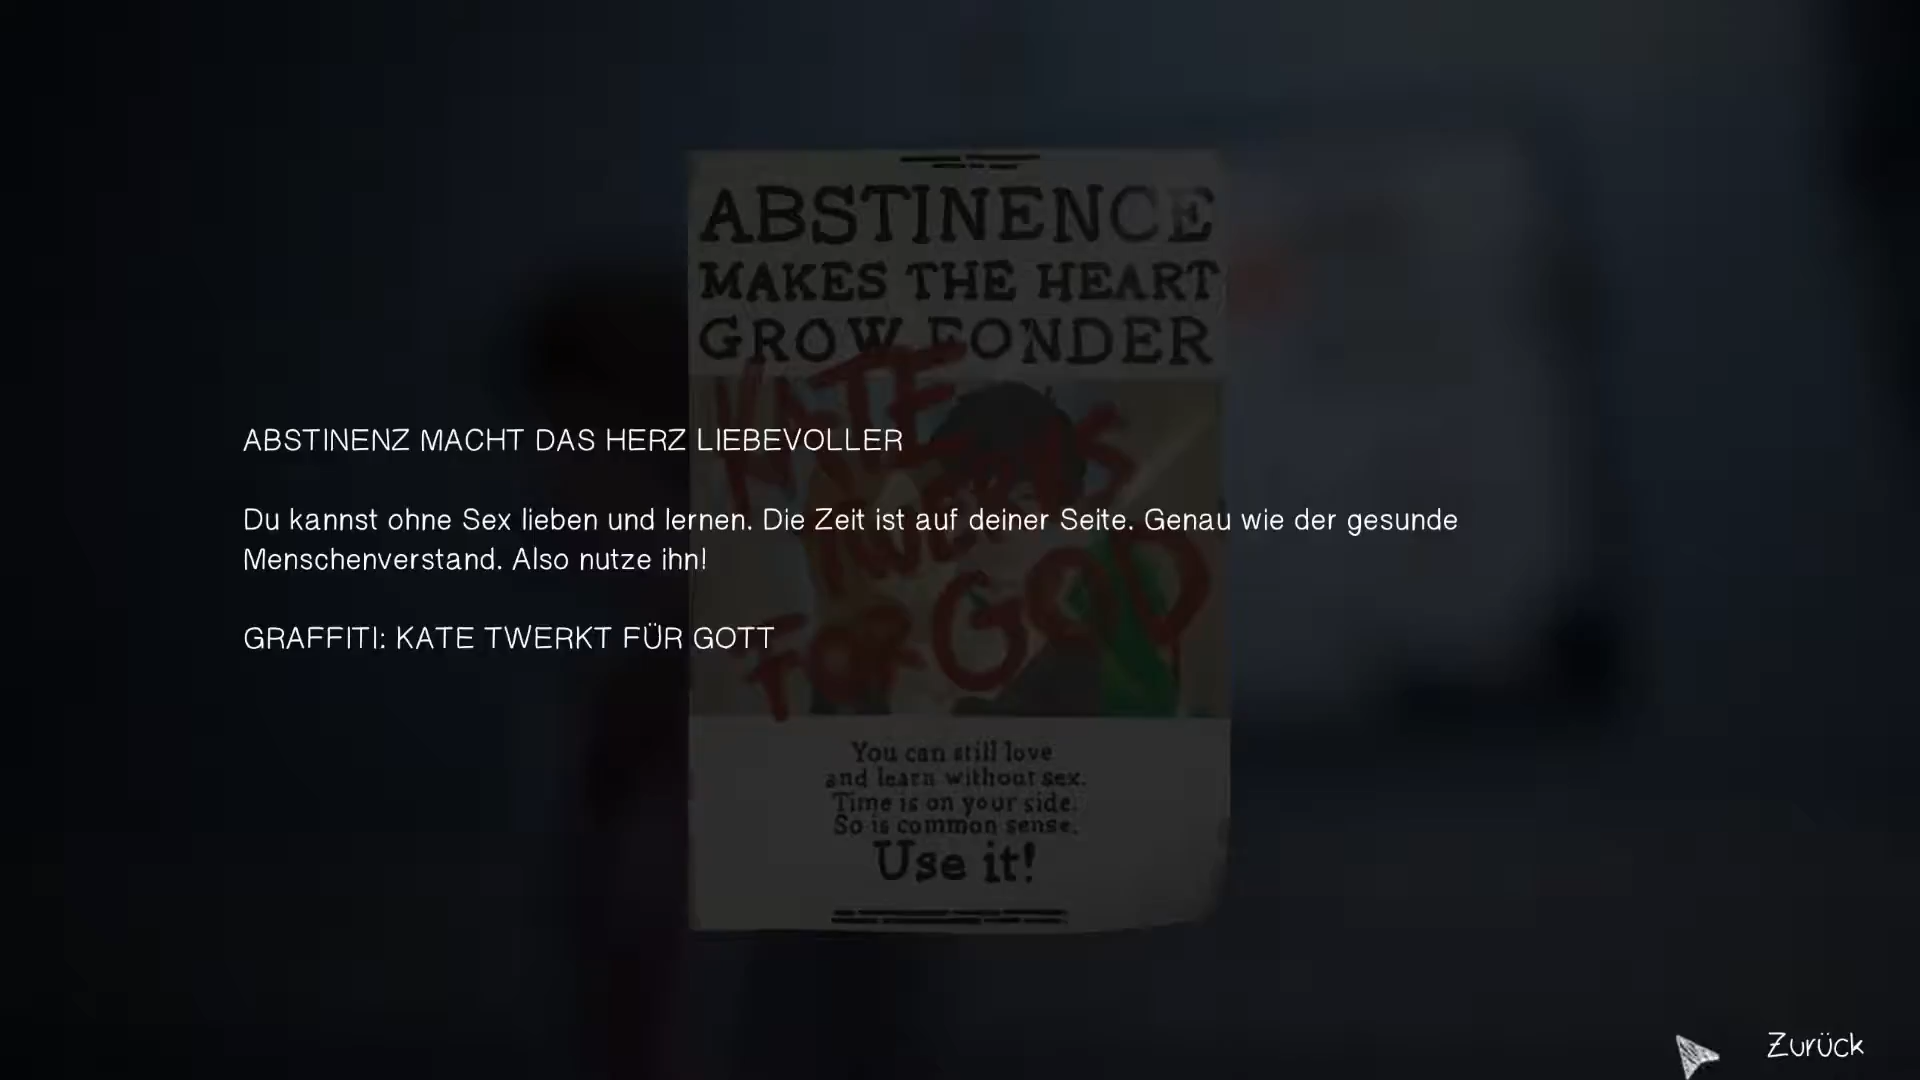 ABSTINENCE
MAKES THE HEART
GROW FONDER
KATE
TWERKS
FOR GOD
ABSTINENZ MACHT DAS HERZ LIEBEVOLLER
Du kannst ohne Sex lieben und lernen. Die Zeit ist auf deiner Seite. Genau wie der gesunde
Menschenverstand. Also nutze ihn!
GRAFFITI: KATE TWERKT FÜR GOTT
You can still love
and learn without sex.
Time is on your side.
So is common sense.
Use it!
Zurück